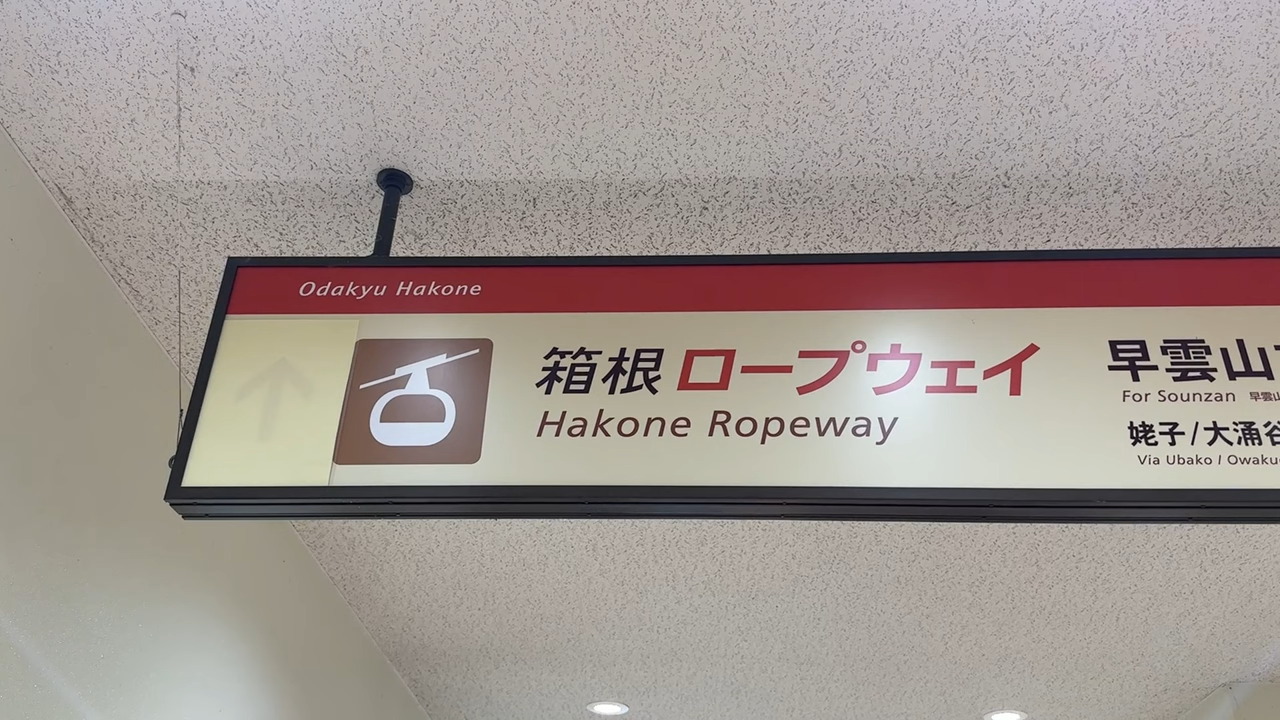 Odakyu Hakone
箱根ロープウェイ
Hakone Ropeway
早雲山
For Sounzan 早雲山
姥子/大涌谷
Via Ubako / Owaku